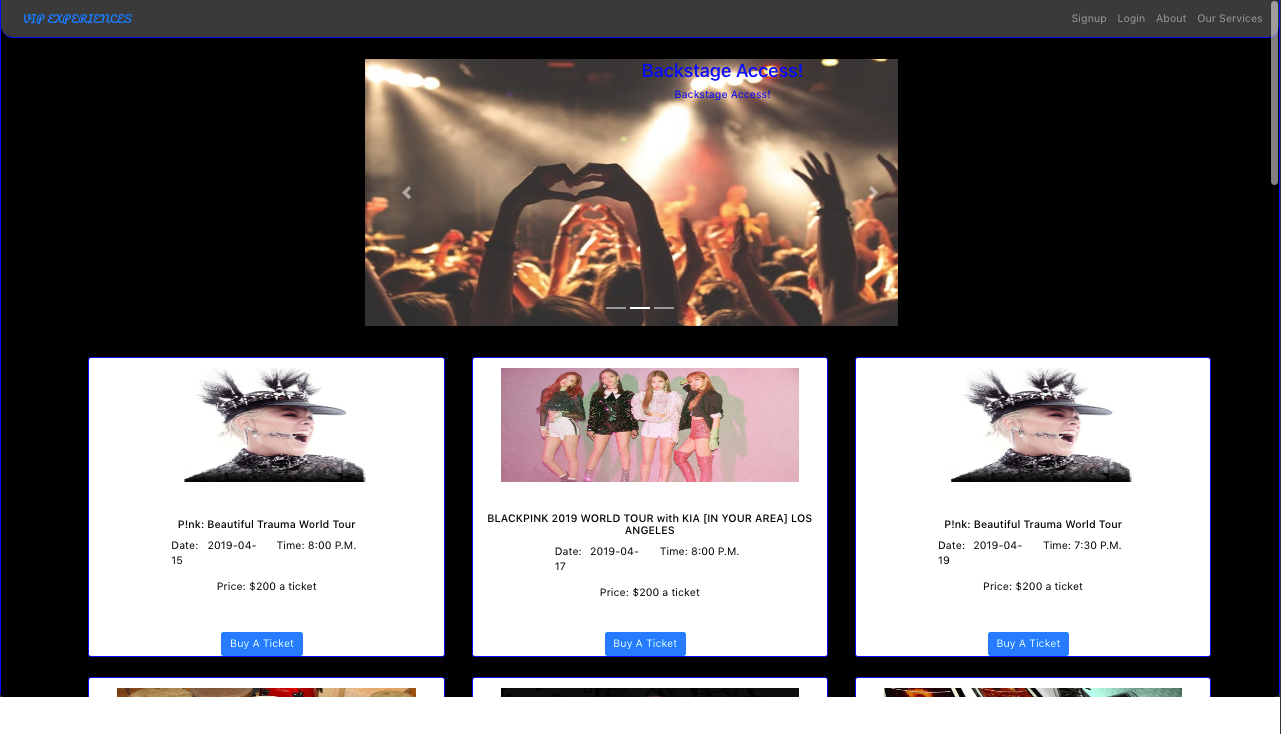 VIP EXPERIENCES
Signup Login About Our Services
Backstage Access!
Backstage Access!
P!nk: Beautiful Trauma World Tour
Date: 2019-04-15 Time: 8:00 P.M.
Price: $200 a ticket
Buy A Ticket
BLACKPINK 2019 WORLD TOUR with KIA [IN YOUR AREA] LOS
ANGELES
Date: 2019-04-17 Time: 8:00 P.M.
Price: $200 a ticket
Buy A Ticket
P!nk: Beautiful Trauma World Tour
Date: 2019-04-19 Time: 7:30 P.M.
Price: $200 a ticket
Buy A Ticket